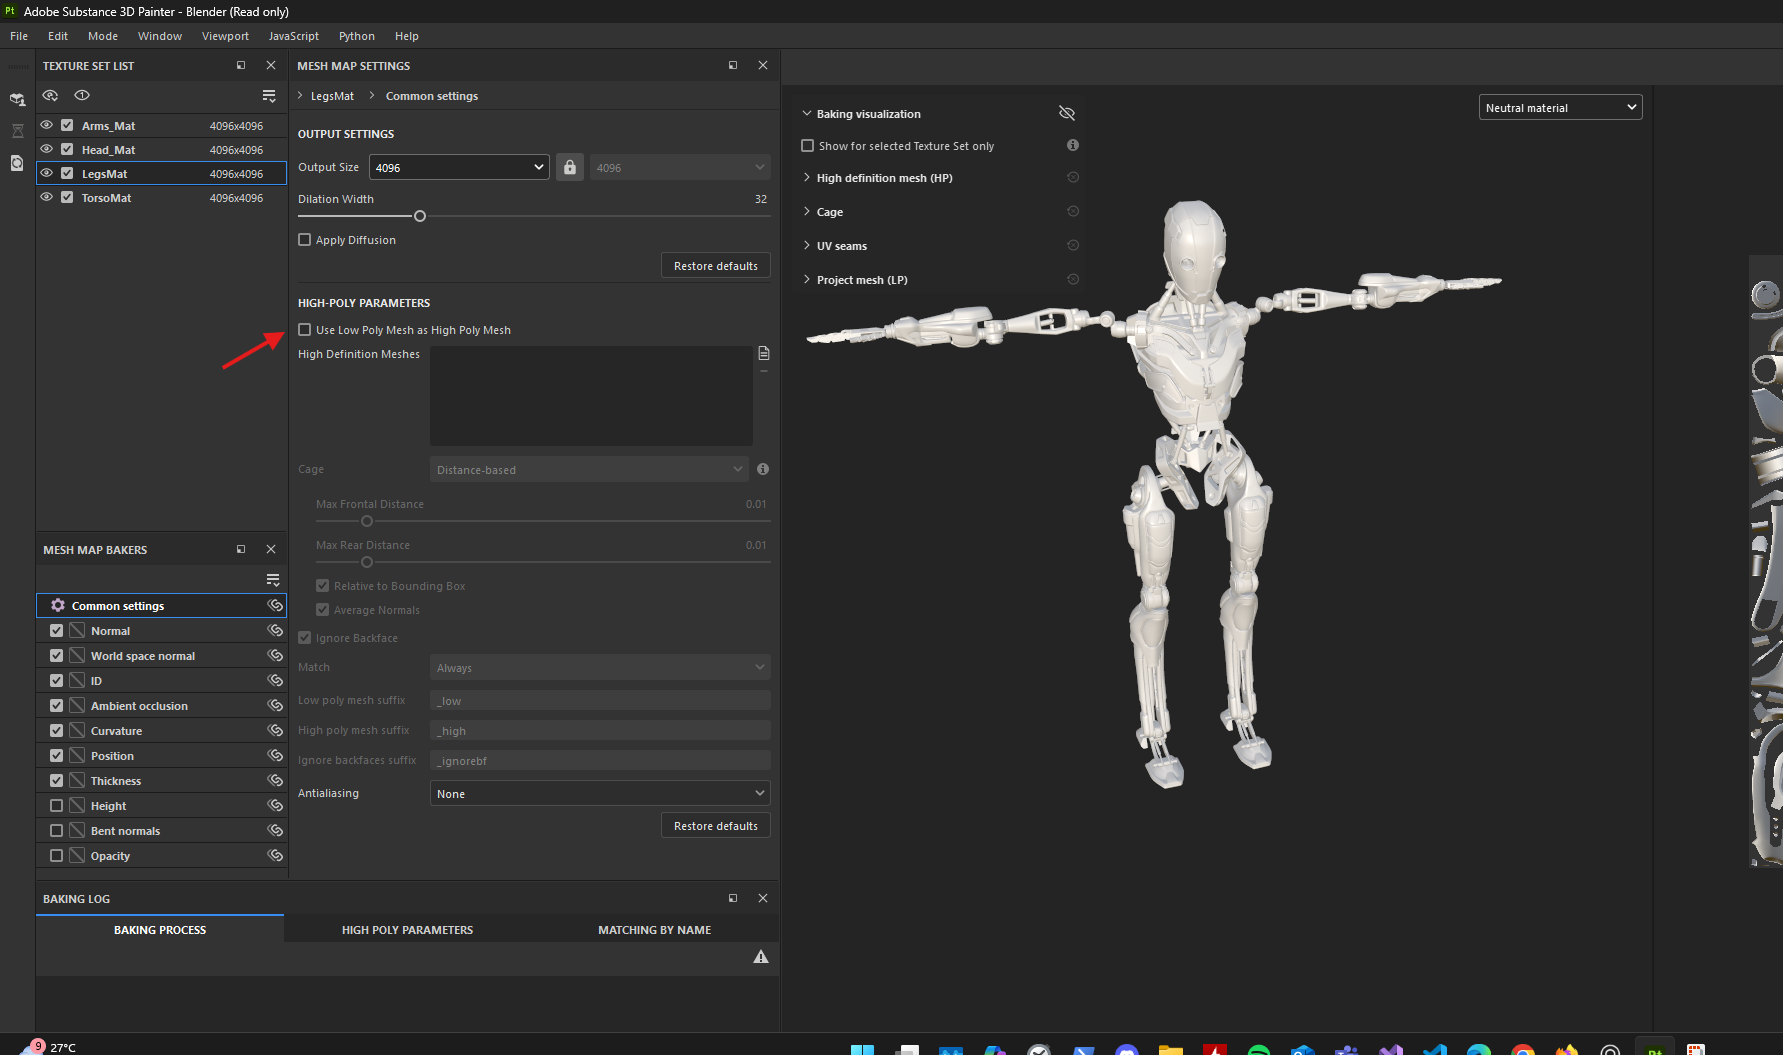 Pt Adobe Substance 3D Painter - Blender (Read only)
File Edit Mode Window Viewport JavaScript Python Help
TEXTURE SET LIST
1
Arms_Mat 4096x4096
Head_Mat 4096x4096
LegsMat 4096x4096
TorsoMat 4096x4096
MESH MAP BAKERS
Common settings
Normal
World space normal
ID
Ambient occlusion
Curvature
Position
Thickness
Height
Bent normals
Opacity
MESH MAP SETTINGS
LegsMat Common settings
OUTPUT SETTINGS
Output Size 4096 4096
Dilation Width 32
Apply Diffusion
Restore defaults
HIGH-POLY PARAMETERS
Use Low Poly Mesh as High Poly Mesh
High Definition Meshes
Cage Distance-based
Max Frontal Distance 0.01
Max Rear Distance 0.01
Relative to Bounding Box
Average Normals
Ignore Backface
Match Always
Low poly mesh suffix _low
High poly mesh suffix _high
Ignore backfaces suffix _ignorebf
Antialiasing None
Restore defaults
BAKING LOG
BAKING PROCESS HIGH POLY PARAMETERS MATCHING BY NAME
Baking visualization
Show for selected Texture Set only
High definition mesh (HP)
Cage
UV seams
Project mesh (LP)
Neutral material
9 27°C
Pt